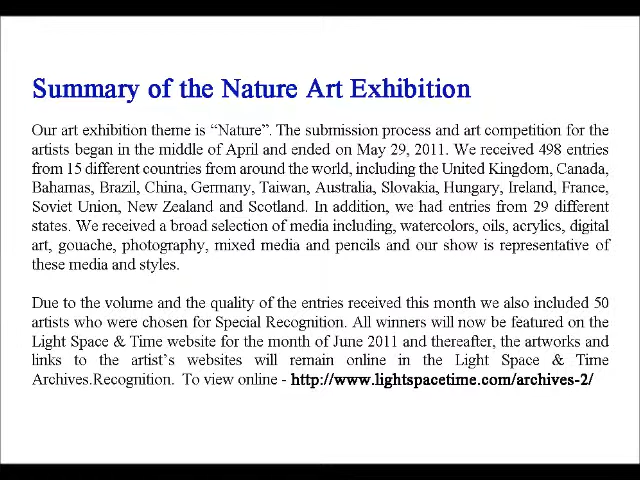 Summary of the Nature Art Exhibition
Our art exhibition theme is “Nature”. The submission process and art competition for the
artists began in the middle of April and ended on May 29, 2011. We received 498 entries
from 15 different countries from around the world, including the United Kingdom, Canada,
Bahamas, Brazil, China, Germany, Taiwan, Australia, Slovakia, Hungary, Ireland, France,
Soviet Union, New Zealand and Scotland. In addition, we had entries from 29 different
states. We received a broad selection of media including, watercolors, oils, acrylics, digital
art, gouache, photography, mixed media and pencils and our show is representative of
these media and styles.
Due to the volume and the quality of the entries received this month we also included 50
artists who were chosen for Special Recognition. All winners will now be featured on the
Light Space & Time website for the month of June 2011 and thereafter, the artworks and
links to the artist’s websites will remain online in the Light Space & Time
Archives.Recognition. To view online - http://www.lightspacetime.com/archives-2/